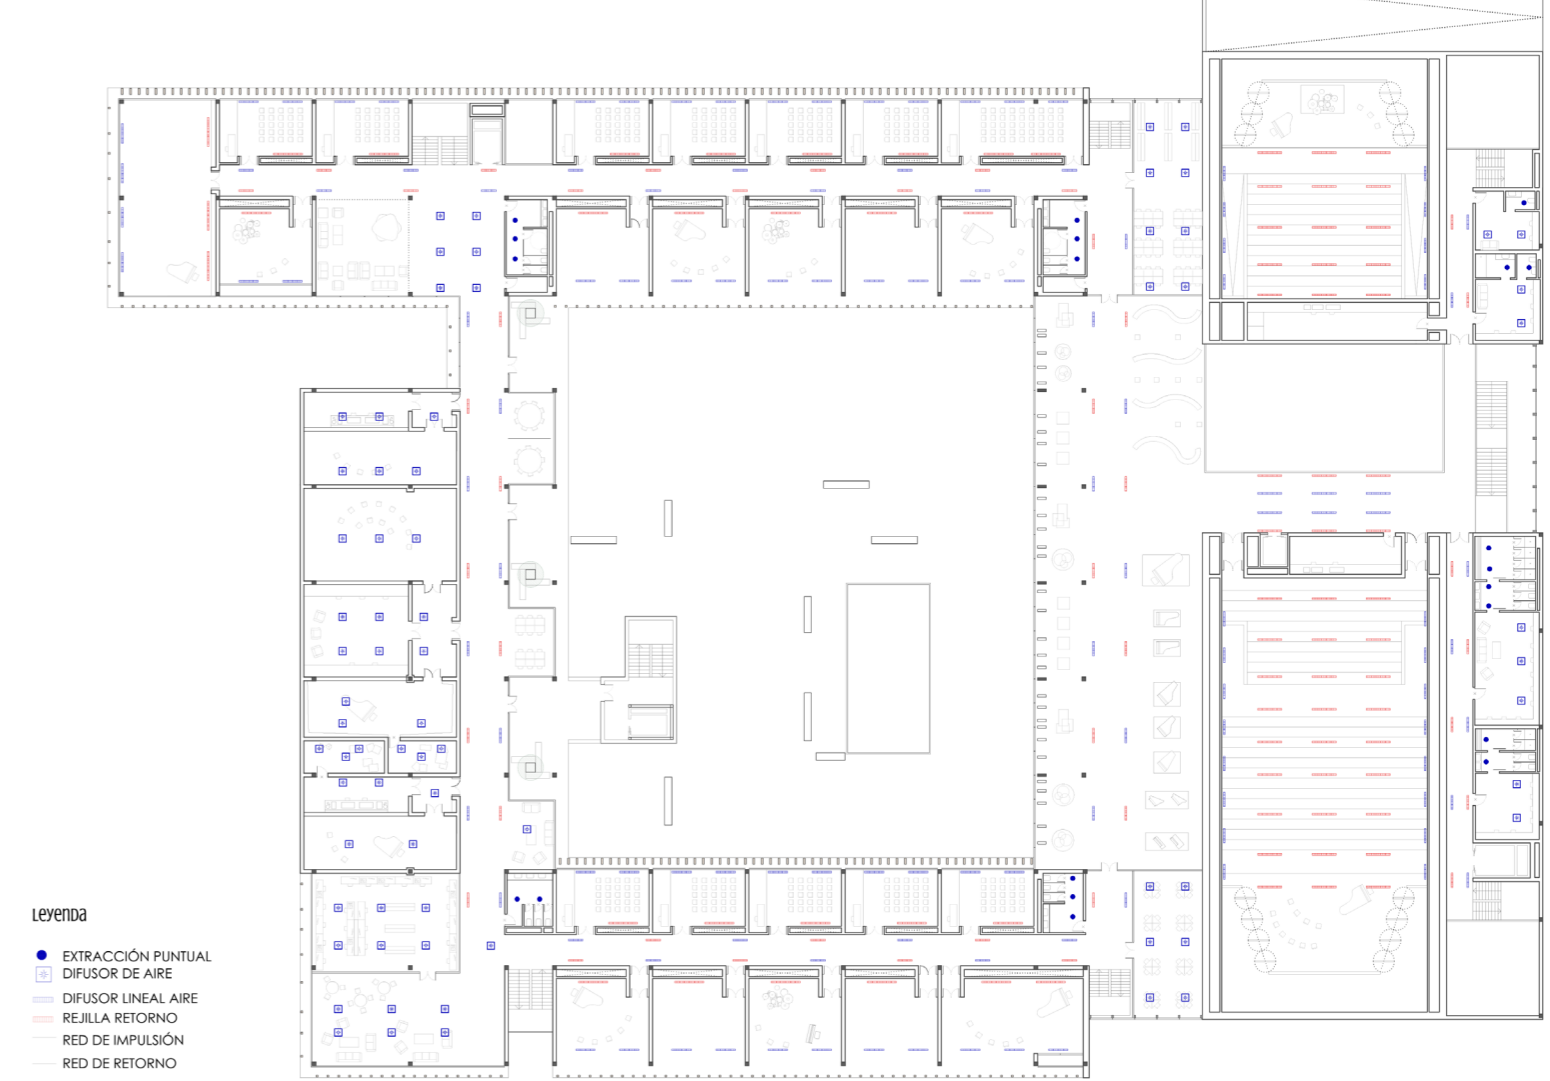 Leyenda
EXTRACCIÓN PUNTUAL
DIFUSOR DE AIRE
DIFUSOR LINEAL AIRE
REJILLA RETORNO
RED DE IMPULSIÓN
RED DE RETORNO